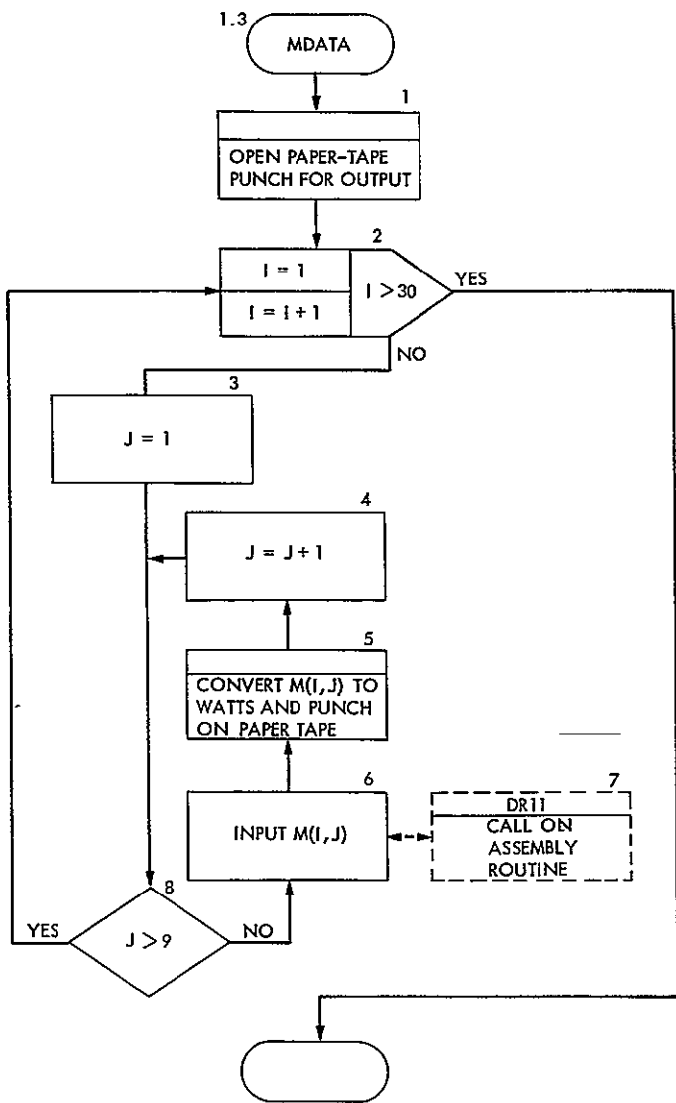 1.3
MDATA
1
OPEN PAPER-TAPE
PUNCH FOR OUTPUT
2
I = 1
I = I + 1
I > 30
YES
NO
3
J = 1
4
J = J + 1
5
CONVERT M(I,J) TO
WATTS AND PUNCH
ON PAPER TAPE
6
INPUT M(I,J)
7
DR11
CALL ON
ASSEMBLY
ROUTINE
8
J > 9
YES
NO